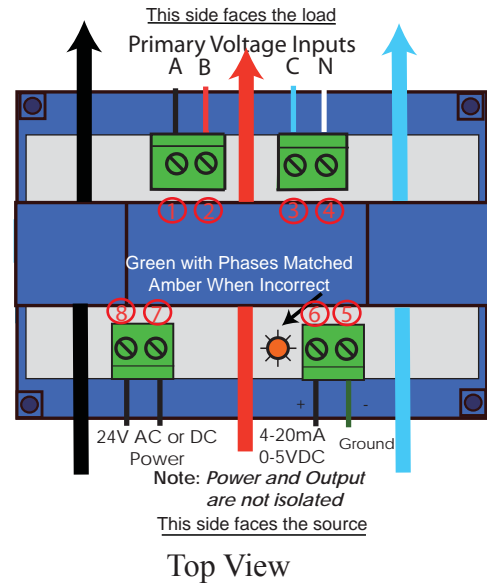 This side faces the load
Primary Voltage Inputs
A B C N
1 2 3 4
Green with Phases Matched
Amber When Incorrect
8 7 6 5
+ -
24V AC or DC
Power
4-20mA
0-5VDC
Ground
Note: Power and Output
are not isolated
This side faces the source
Top View